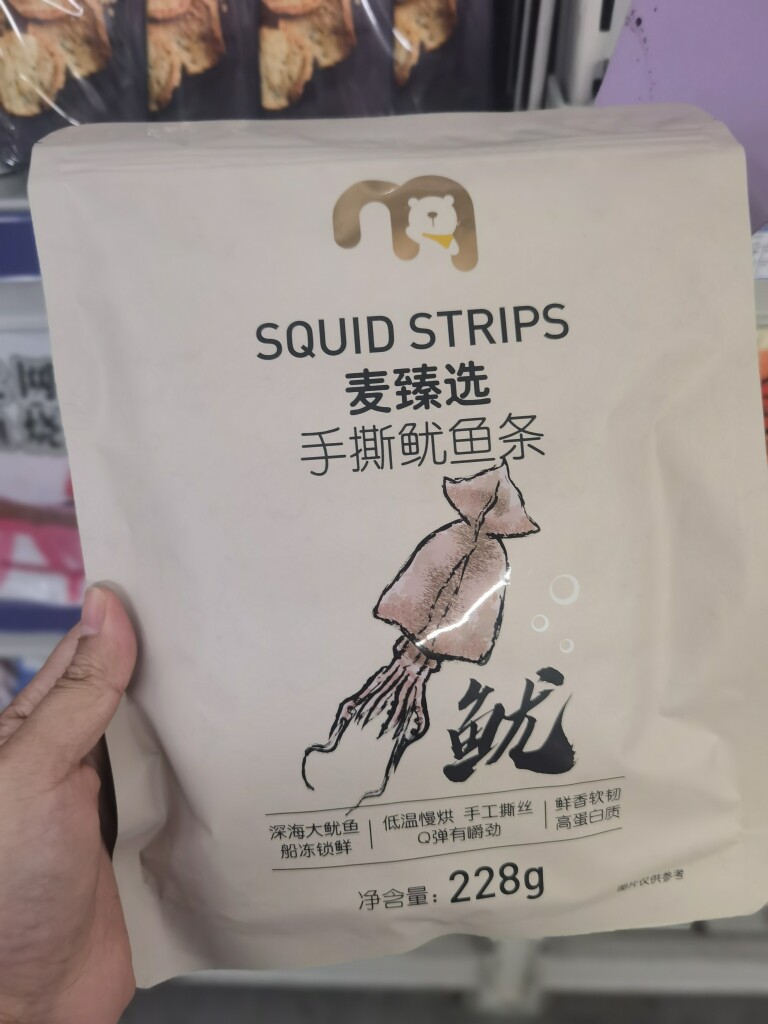 SQUID STRIPS
麦臻选
手撕鱿鱼条
鱿
深海大鱿鱼
船冻锁鲜
低温慢烘 手工撕丝
Q弹有嚼劲
鲜香软韧
高蛋白质
净含量：228g
图片仅供参考